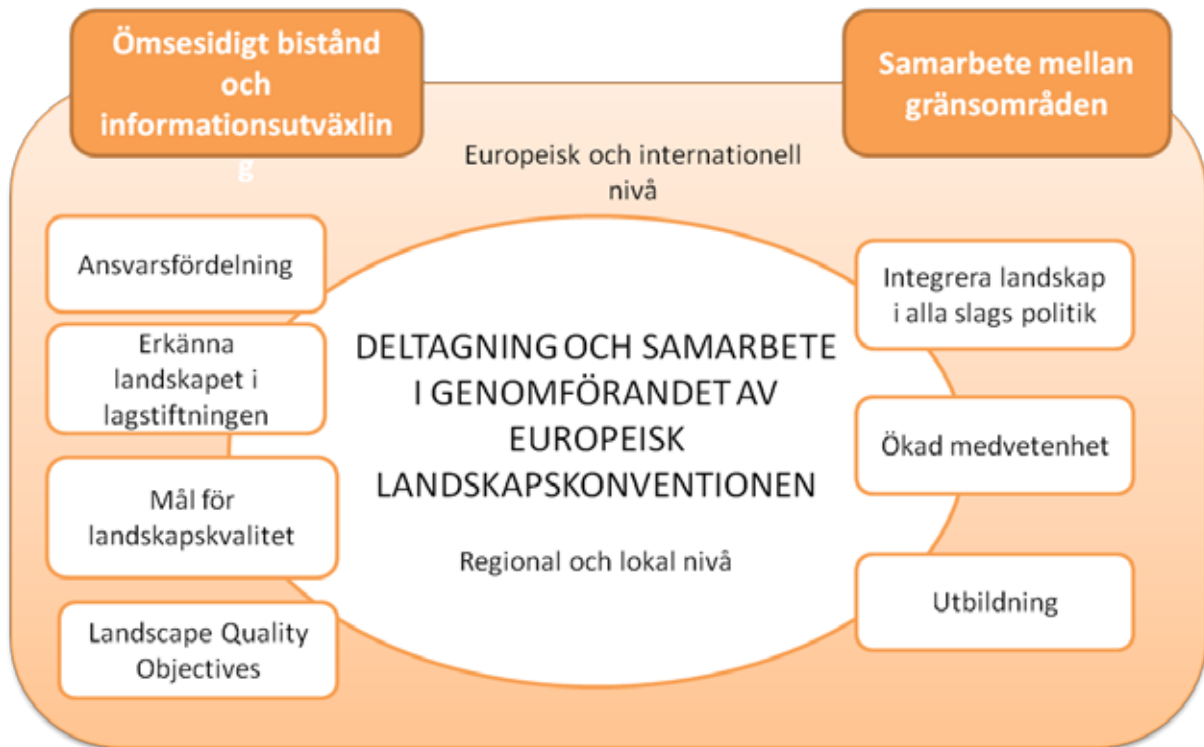 Ömsesidigt bistånd
och
informationsutväxlin
g
Samarbete mellan
gränsområden
Europeisk och internationell
nivå
Ansvarsfördelning
Erkänna
landskapet i
lagstiftningen
Mål för
landskapskvalitet
Landscape Quality
Objectives
DELTAGNING OCH SAMARBETE
I GENOMFÖRANDET AV
EUROPEISK
LANDSKAPSKONVENTIONEN
Regional och lokal nivå
Integrera landskap
i alla slags politik
Ökad medvetenhet
Utbildning